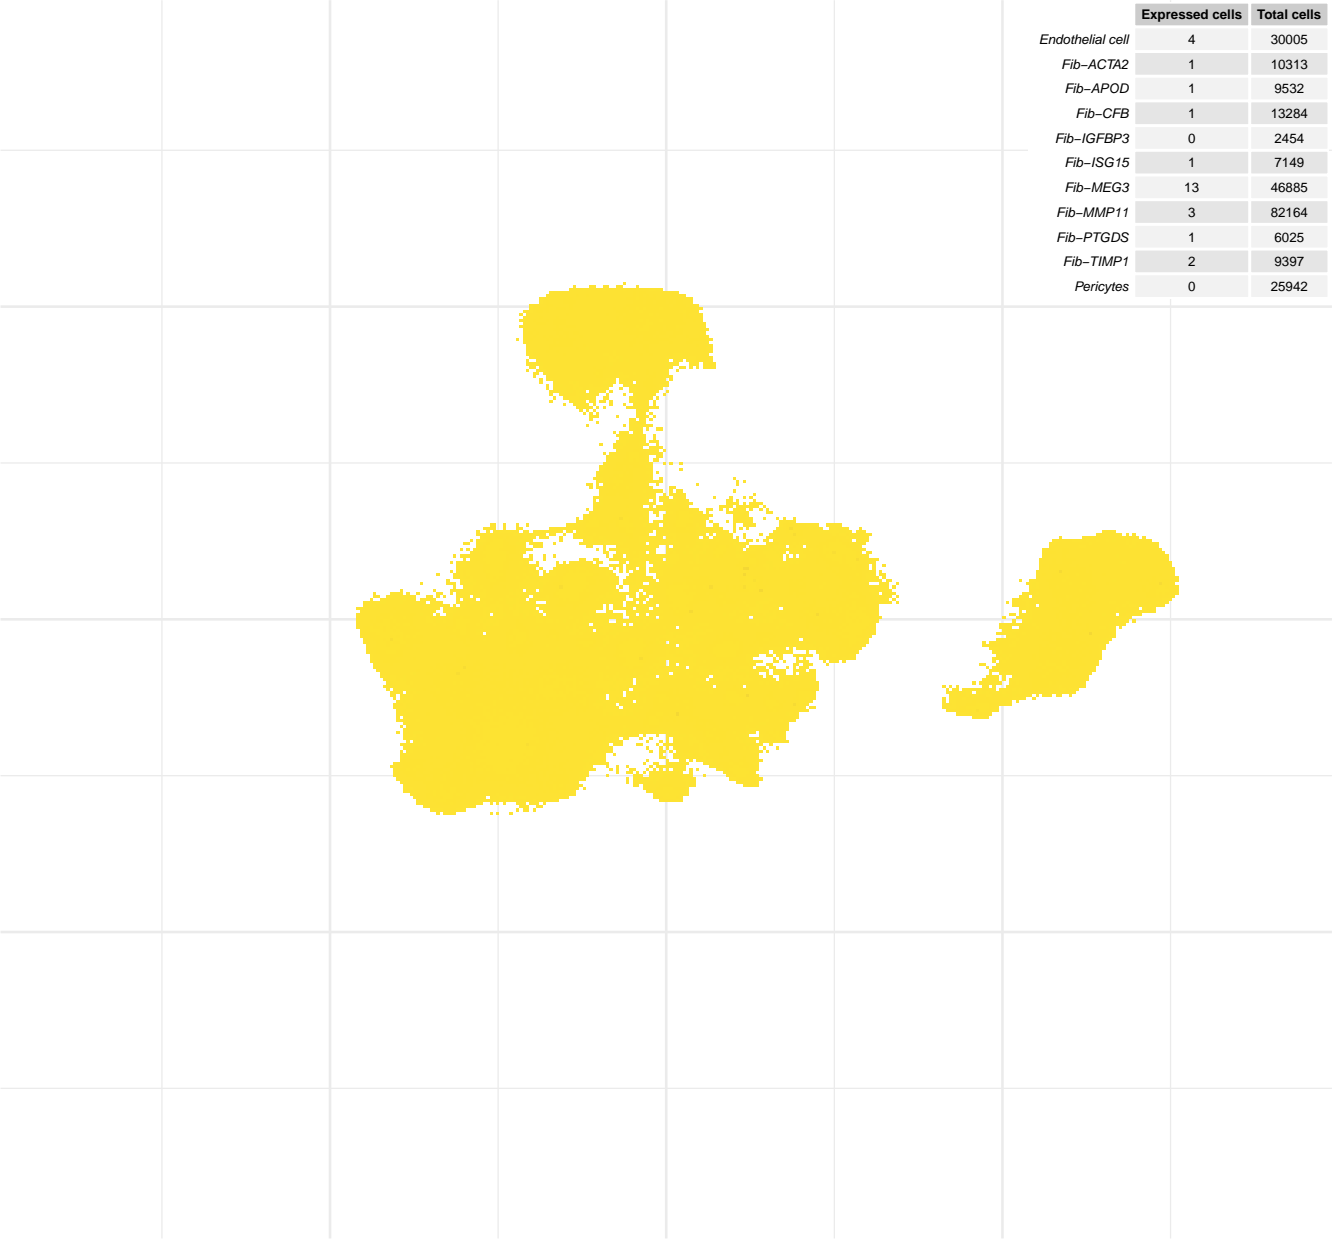 Expressed cells Total cells
Endothelial cell 4 30005
Fib−ACTA2 1 10313
Fib−APOD 1 9532
Fib−CFB 1 13284
Fib−IGFBP3 0 2454
Fib−ISG15 1 7149
Fib−MEG3 13 46885
Fib−MMP11 3 82164
Fib−PTGDS 1 6025
Fib−TIMP1 2 9397
Pericytes 0 25942